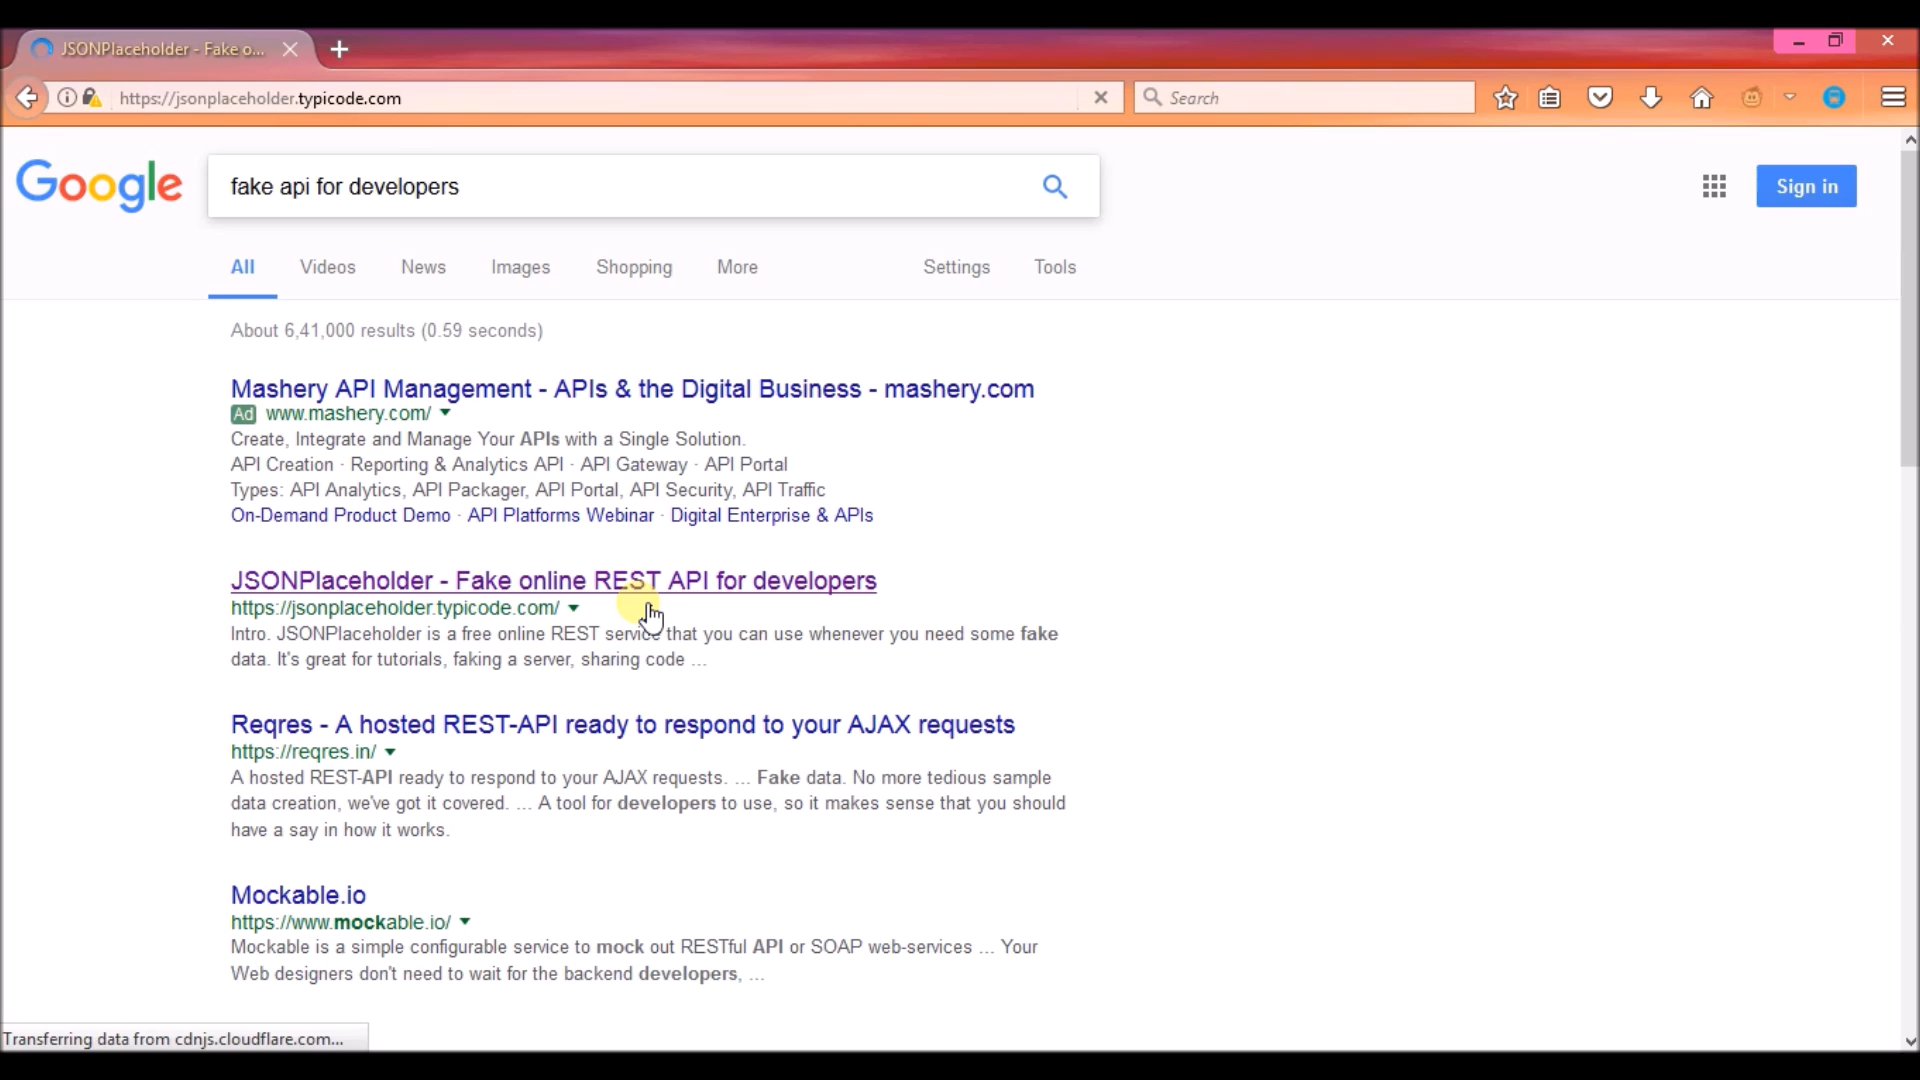 JSONPlaceholder - Fake o...
https://jsonplaceholder.typicode.com
Search
Google
fake api for developers
Sign in
All Videos News Images Shopping More Settings Tools
About 6,41,000 results (0.59 seconds)
Mashery API Management - APIs & the Digital Business - mashery.com
Ad www.mashery.com/
Create, Integrate and Manage Your APIs with a Single Solution.
API Creation · Reporting & Analytics API · API Gateway · API Portal
Types: API Analytics, API Packager, API Portal, API Security, API Traffic
On-Demand Product Demo · API Platforms Webinar · Digital Enterprise & APIs
JSONPlaceholder - Fake online REST API for developers
https://jsonplaceholder.typicode.com/
Intro. JSONPlaceholder is a free online REST service that you can use whenever you need some fake
data. It's great for tutorials, faking a server, sharing code ...
Reqres - A hosted REST-API ready to respond to your AJAX requests
https://reqres.in/
A hosted REST-API ready to respond to your AJAX requests. ... Fake data. No more tedious sample
data creation, we've got it covered. ... A tool for developers to use, so it makes sense that you should
have a say in how it works.
Mockable.io
https://www.mockable.io/
Mockable is a simple configurable service to mock out RESTful API or SOAP web-services ... Your
Web designers don't need to wait for the backend developers, ...
Transferring data from cdnjs.cloudflare.com...